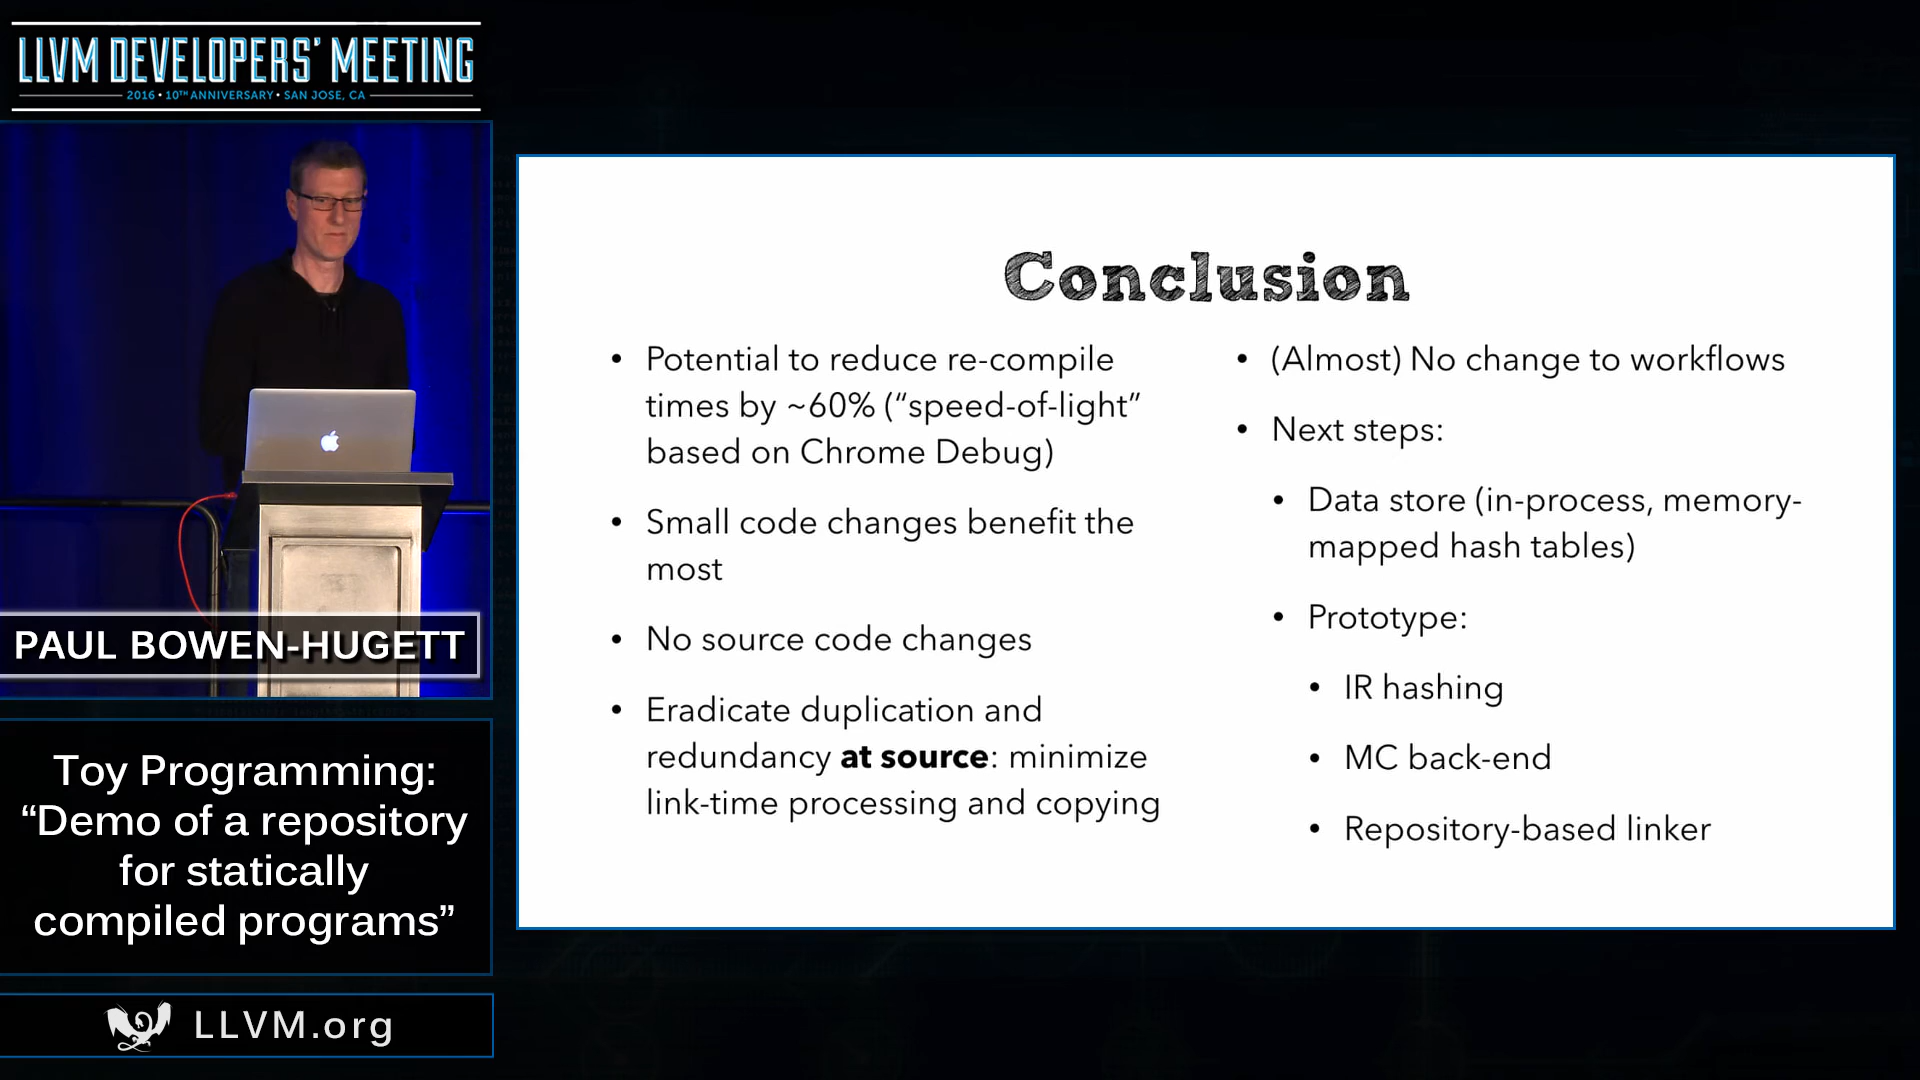 LLVM DEVELOPERS' MEETING
2016 • 10TH ANNIVERSARY • SAN JOSE, CA
PAUL BOWEN-HUGETT
Toy Programming:
“Demo of a repository
for statically
compiled programs”
LLVM.org
Conclusion
• Potential to reduce re-compile
times by ~60% (“speed-of-light”
based on Chrome Debug)
• Small code changes benefit the
most
• No source code changes
• Eradicate duplication and
redundancy at source: minimize
link-time processing and copying
• (Almost) No change to workflows
• Next steps:
• Data store (in-process, memory-
mapped hash tables)
• Prototype:
• IR hashing
• MC back-end
• Repository-based linker